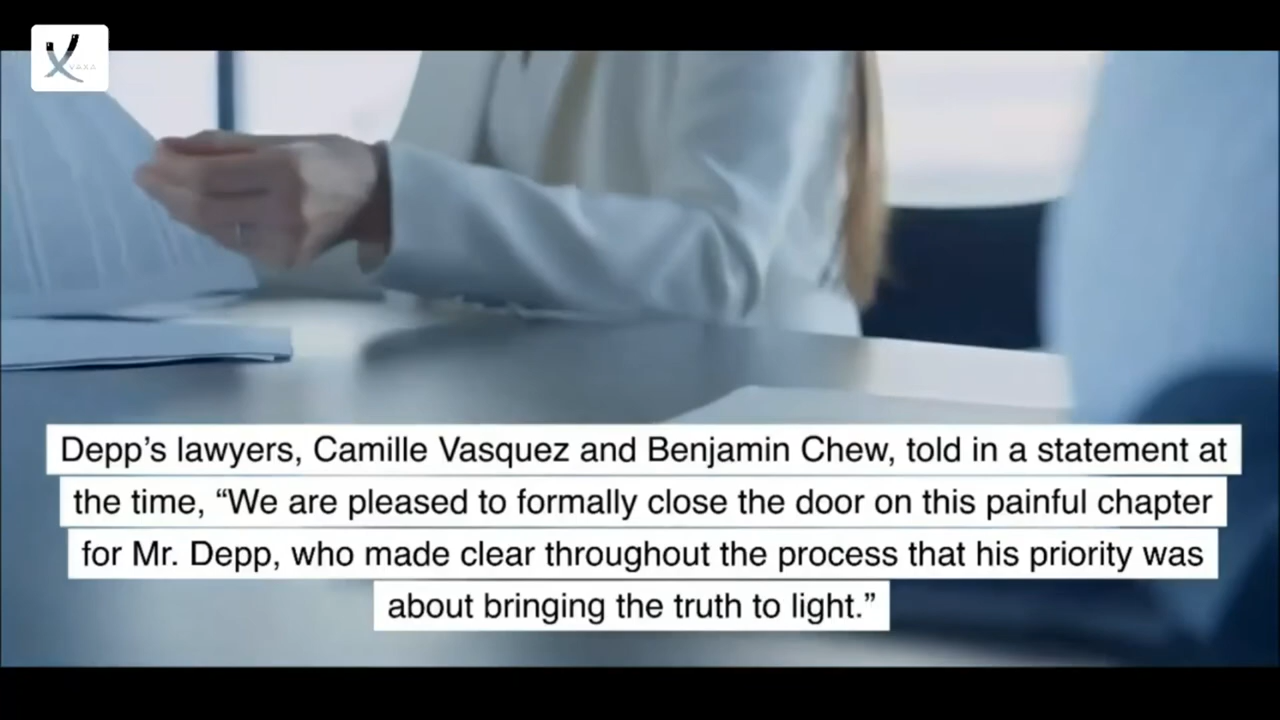 VAXA
Depp’s lawyers, Camille Vasquez and Benjamin Chew, told in a statement at
the time, “We are pleased to formally close the door on this painful chapter
for Mr. Depp, who made clear throughout the process that his priority was
about bringing the truth to light.”